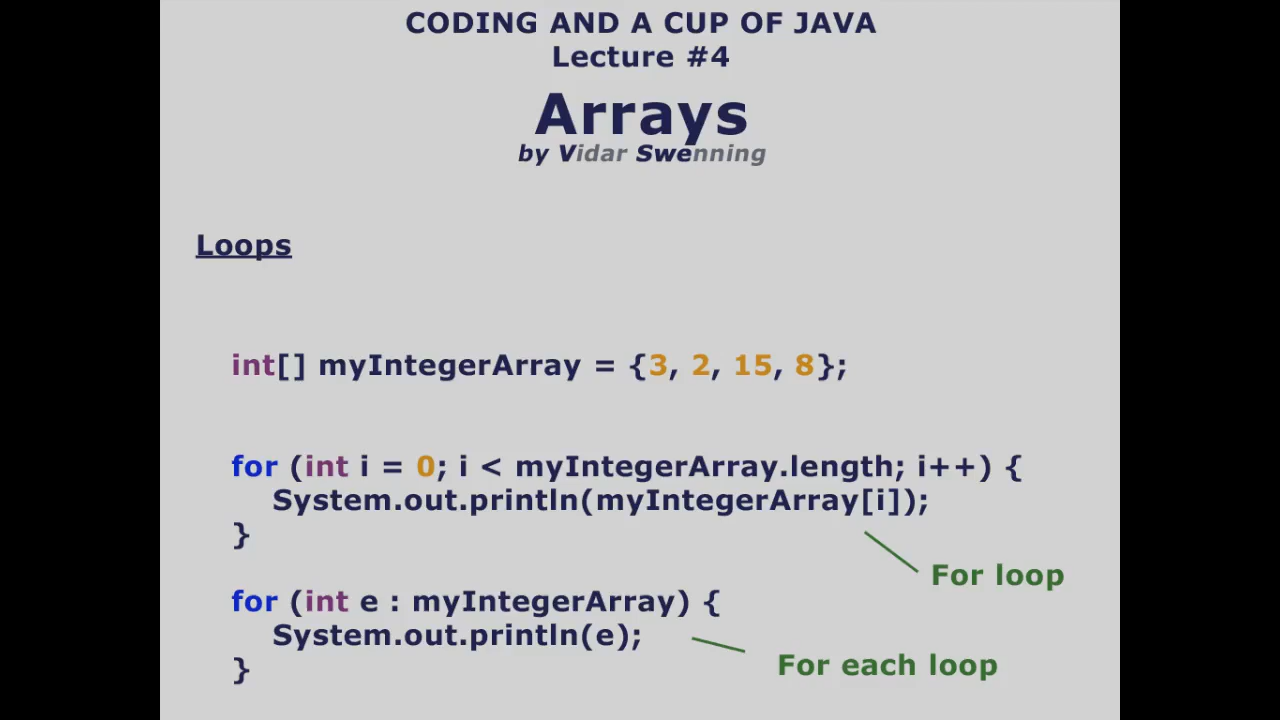 CODING AND A CUP OF JAVA
Lecture #4
Arrays
by Vidar Swenning
Loops
int[] myIntegerArray = {3, 2, 15, 8};
for (int i = 0; i < myIntegerArray.length; i++) {
System.out.println(myIntegerArray[i]);
}
For loop
for (int e : myIntegerArray) {
System.out.println(e);
}
For each loop